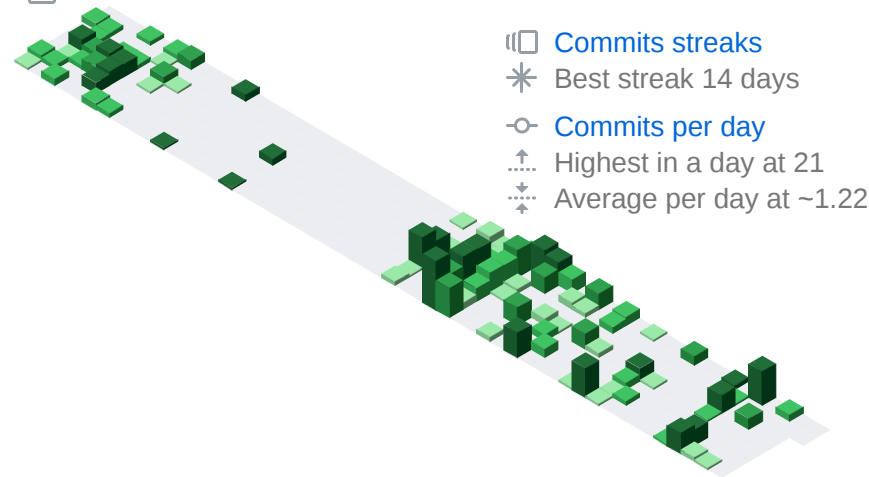 Commits streaks
Best streak 14 days
Commits per day
Highest in a day at 21
Average per day at ~1.22